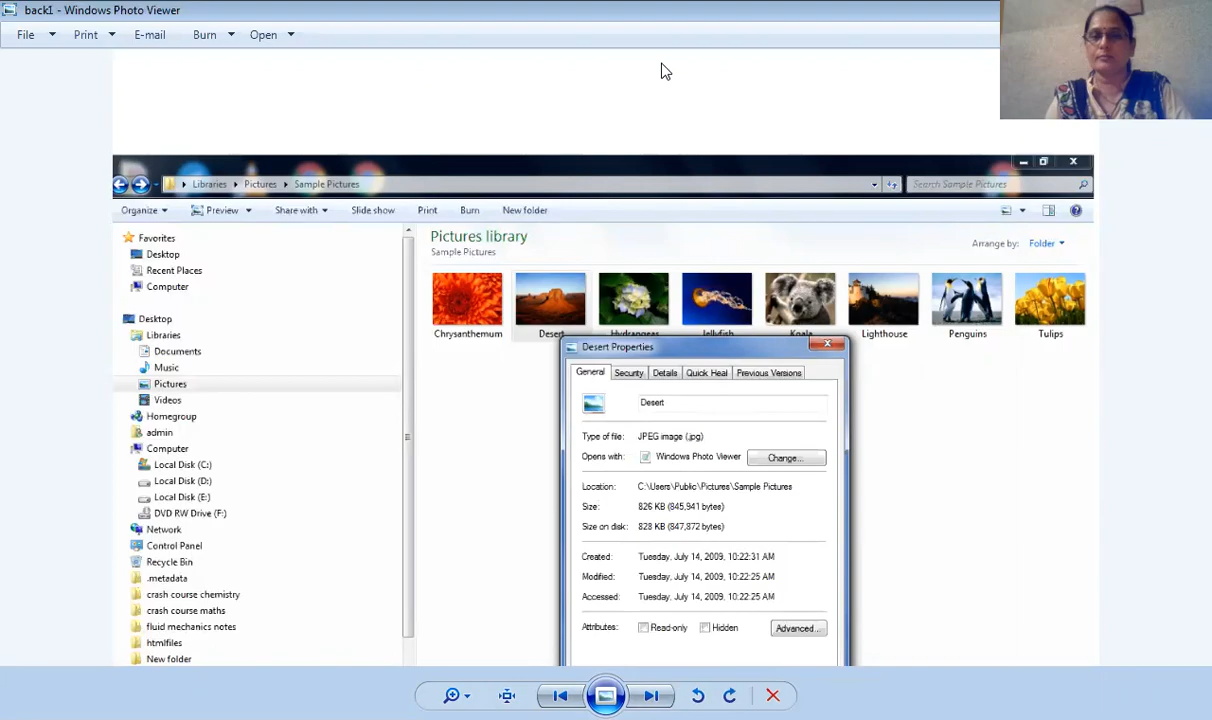 back1 - Windows Photo Viewer
File Print E-mail Burn Open
Libraries Pictures Sample Pictures
Search Sample Pictures
Organize Preview Share with Slide show Print Burn New folder
Favorites
Desktop
Recent Places
Computer
Desktop
Libraries
Documents
Music
Pictures
Videos
Homegroup
admin
Computer
Local Disk (C:)
Local Disk (D:)
Local Disk (E:)
DVD RW Drive (F:)
Network
Control Panel
Recycle Bin
.metadata
crash course chemistry
crash course maths
fluid mechanics notes
htmlfiles
New folder
Pictures library
Sample Pictures
Arrange by: Folder
Chrysanthemum Desert Hydrangeas Jellyfish Koala Lighthouse Penguins Tulips
Desert Properties
General Security Details Quick Heal Previous Versions
Desert
Type of file: JPEG image (.jpg)
Opens with: Windows Photo Viewer Change...
Location: C:\Users\Public\Pictures\Sample Pictures
Size: 826 KB (845,941 bytes)
Size on disk: 828 KB (847,872 bytes)
Created: Tuesday, July 14, 2009, 10:22:31 AM
Modified: Tuesday, July 14, 2009, 10:22:25 AM
Accessed: Tuesday, July 14, 2009, 10:22:25 AM
Attributes: Read-only Hidden Advanced...